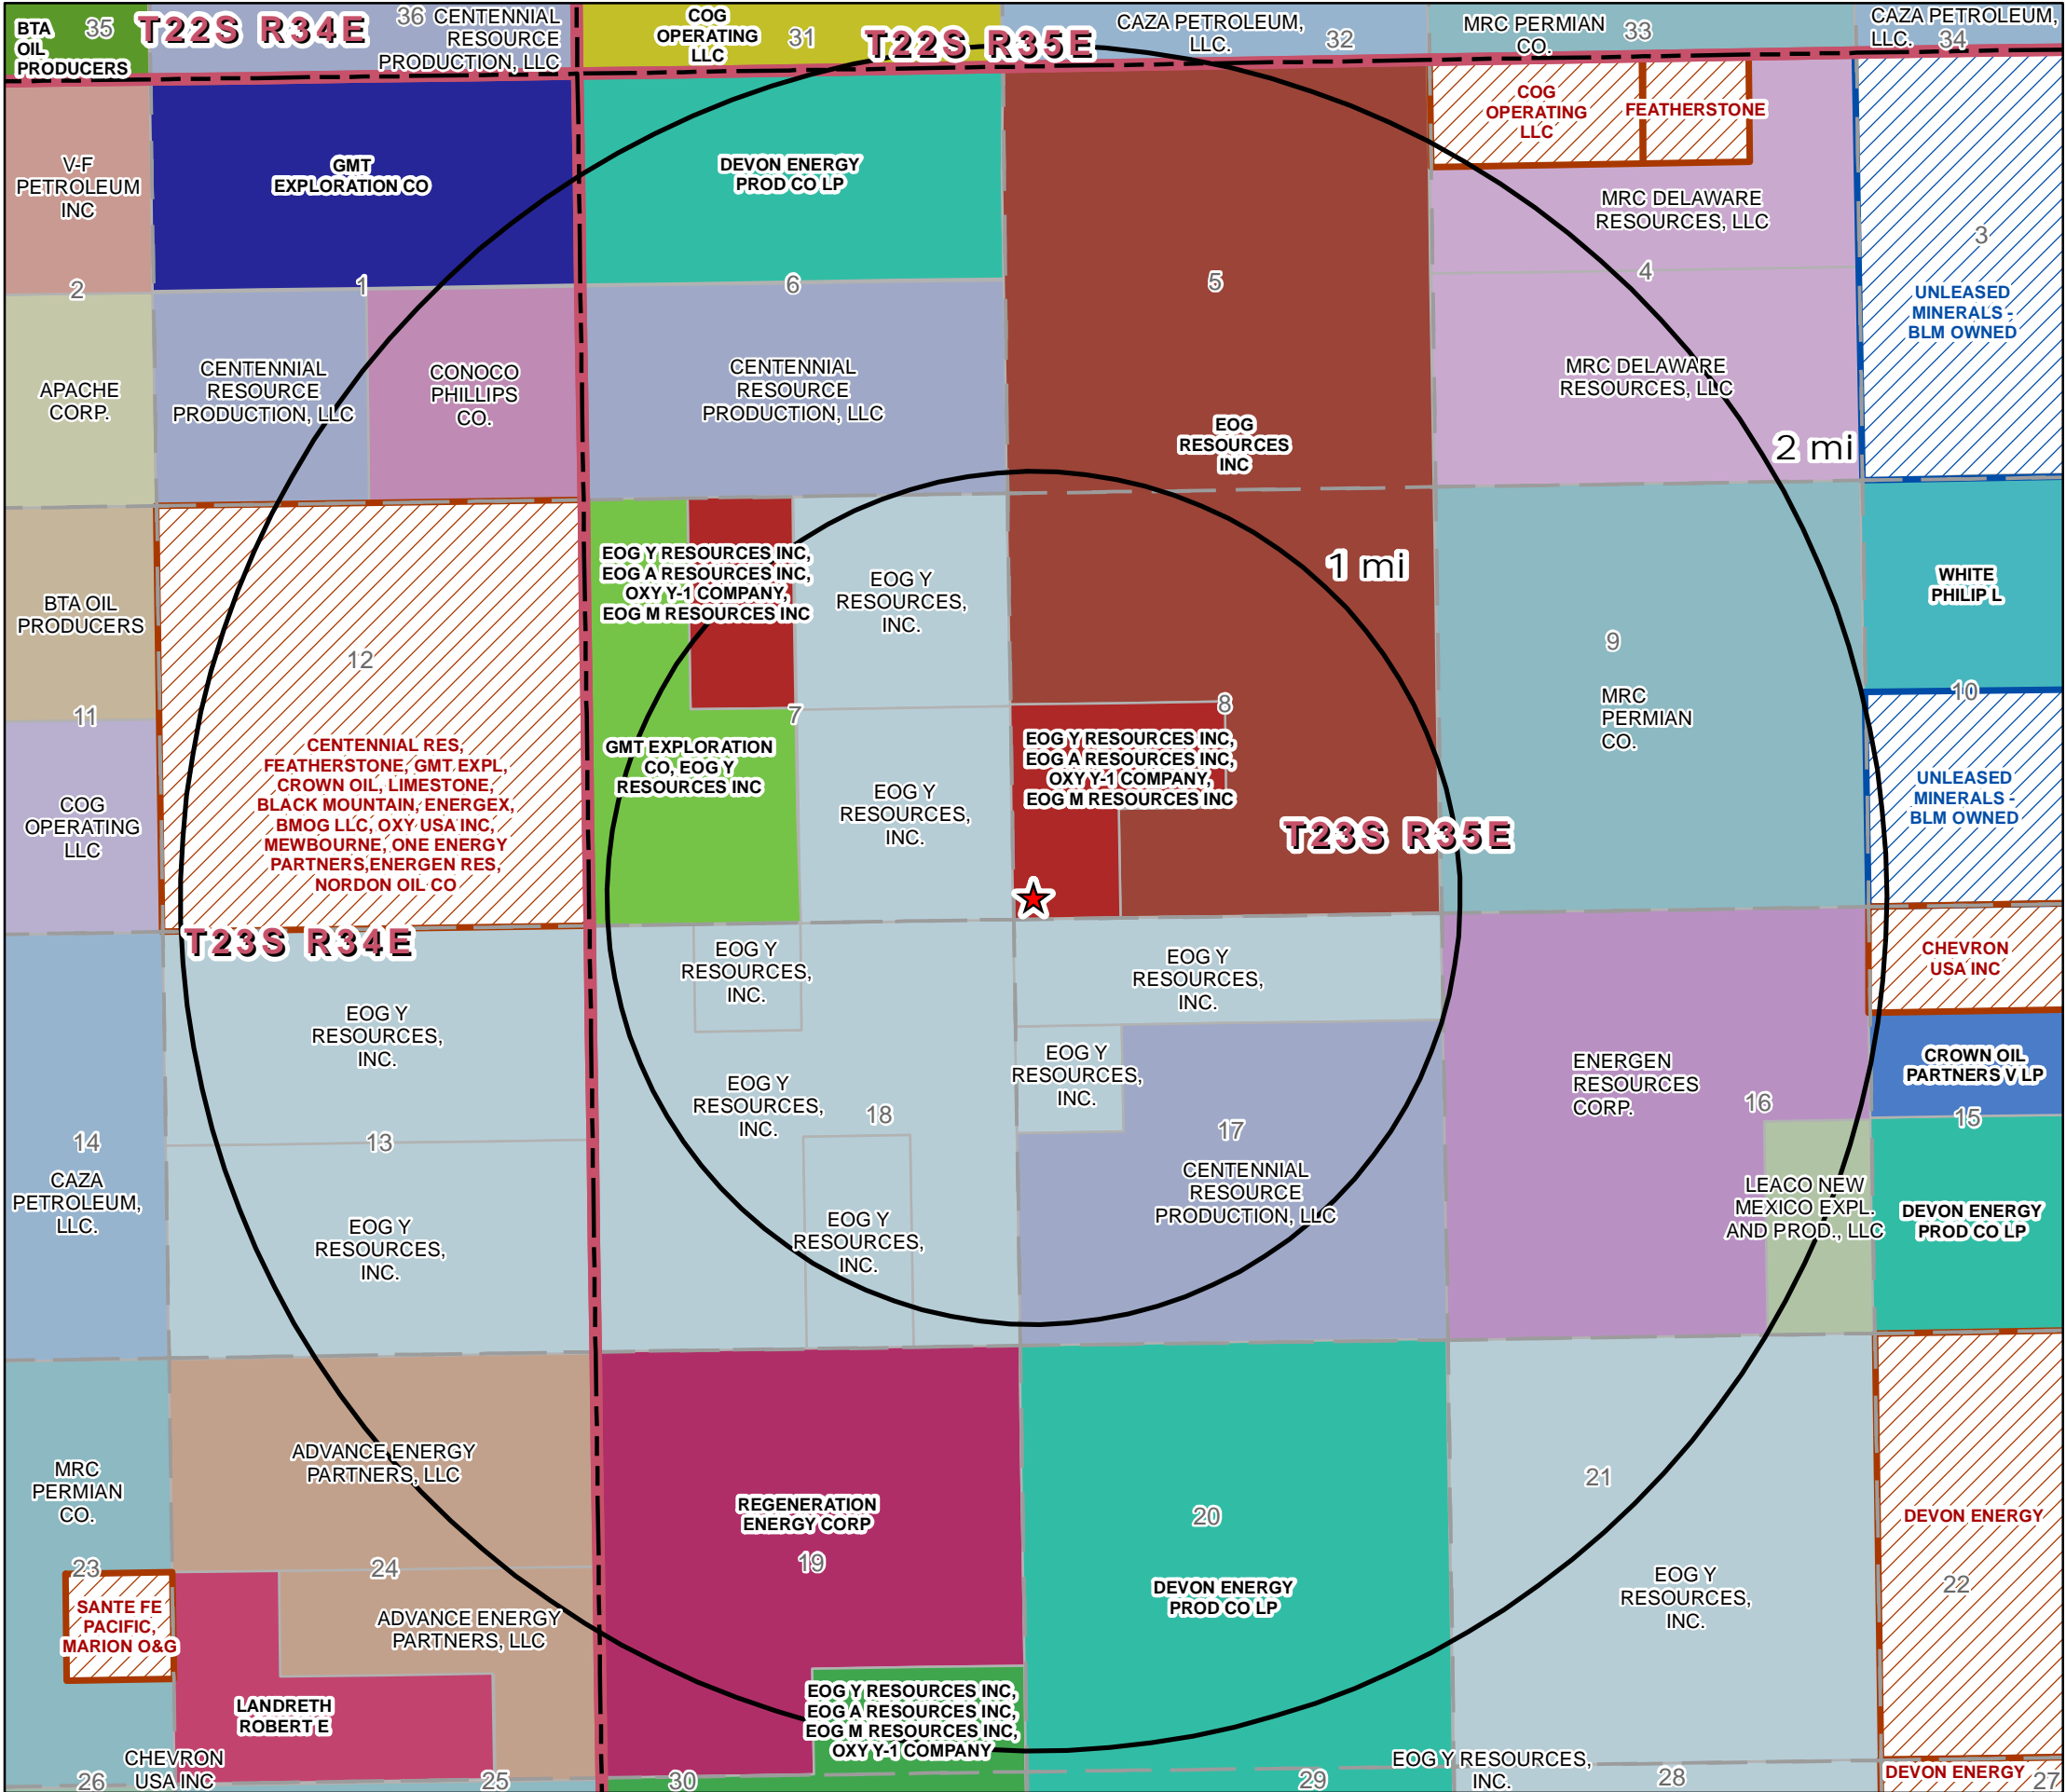 BTA
OIL
PRODUCERS
35
T22S R34E
36
CENTENNIAL
RESOURCE
PRODUCTION, LLC
COG
OPERATING
LLC
31
T22S R35E
CAZA PETROLEUM,
LLC.
32
MRC PERMIAN
CO.
33
CAZA PETROLEUM,
LLC.
34
V-F
PETROLEUM
INC
2
GMT
EXPLORATION CO
1
DEVON ENERGY
PROD CO LP
6
5
COG
OPERATING
LLC
FEATHERSTONE
MRC DELAWARE
RESOURCES, LLC
4
3
UNLEASED
MINERALS -
BLM OWNED
APACHE
CORP.
CENTENNIAL
RESOURCE
PRODUCTION, LLC
CONOCO
PHILLIPS
CO.
CENTENNIAL
RESOURCE
PRODUCTION, LLC
EOG
RESOURCES
INC
MRC DELAWARE
RESOURCES, LLC
2 mi
BTA OIL
PRODUCERS
11
12
EOG Y RESOURCES INC,
EOG A RESOURCES INC,
OXY Y-1 COMPANY,
EOG M RESOURCES INC
EOG Y
RESOURCES,
INC.
1 mi
9
MRC
PERMIAN
CO.
WHITE
PHILIP L
10
COG
OPERATING
LLC
CENTENNIAL RES,
FEATHERSTONE, GMT EXPL,
CROWN OIL, LIMESTONE,
BLACK MOUNTAIN, ENERGEX,
BMOG LLC, OXY USA INC,
MEWBOURNE, ONE ENERGY
PARTNERS,ENERGEN RES,
NORDON OIL CO
7
GMT EXPLORATION
CO, EOG Y
RESOURCES INC
EOG Y
RESOURCES,
INC.
8
EOG Y RESOURCES INC,
EOG A RESOURCES INC,
OXY Y-1 COMPANY,
EOG M RESOURCES INC
T23S R35E
UNLEASED
MINERALS -
BLM OWNED
T23S R34E
EOG Y
RESOURCES,
INC.
EOG Y
RESOURCES,
INC.
EOG Y
RESOURCES,
INC.
CHEVRON
USA INC
14
CAZA
PETROLEUM,
LLC.
13
EOG Y
RESOURCES,
INC.
EOG Y
RESOURCES,
INC.
18
EOG Y
RESOURCES,
INC.
EOG Y
RESOURCES,
INC.
17
CENTENNIAL
RESOURCE
PRODUCTION, LLC
ENERGEN
RESOURCES
CORP.
16
LEACO NEW
MEXICO EXPL.
AND PROD., LLC
CROWN OIL
PARTNERS V LP
15
DEVON ENERGY
PROD CO LP
MRC
PERMIAN
CO.
23
SANTE FE
PACIFIC,
MARION O&G
ADVANCE ENERGY
PARTNERS, LLC
24
ADVANCE ENERGY
PARTNERS, LLC
LANDRETH
ROBERT E
REGENERATION
ENERGY CORP
19
20
DEVON ENERGY
PROD CO LP
21
EOG Y
RESOURCES,
INC.
DEVON ENERGY
22
EOG Y RESOURCES INC,
EOG A RESOURCES INC,
EOG M RESOURCES INC,
OXY Y-1 COMPANY
26
CHEVRON
USA INC
25
30
29
EOG Y RESOURCES,
INC.
28
DEVON ENERGY
27